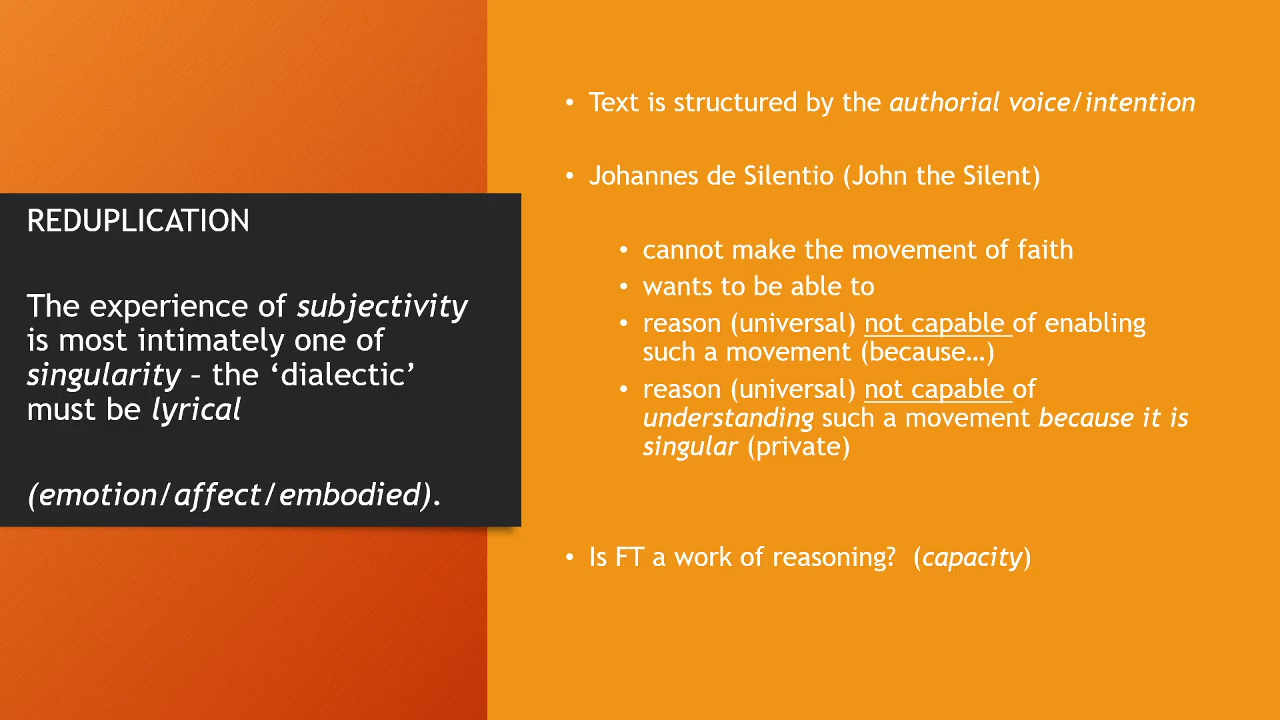 REDUPLICATION
The experience of subjectivity
is most intimately one of
singularity – the ‘dialectic’
must be lyrical
(emotion/affect/embodied).
• Text is structured by the authorial voice/intention
• Johannes de Silentio (John the Silent)
• cannot make the movement of faith
• wants to be able to
• reason (universal) not capable of enabling
such a movement (because…)
• reason (universal) not capable of
understanding such a movement because it is
singular (private)
• Is FT a work of reasoning? (capacity)